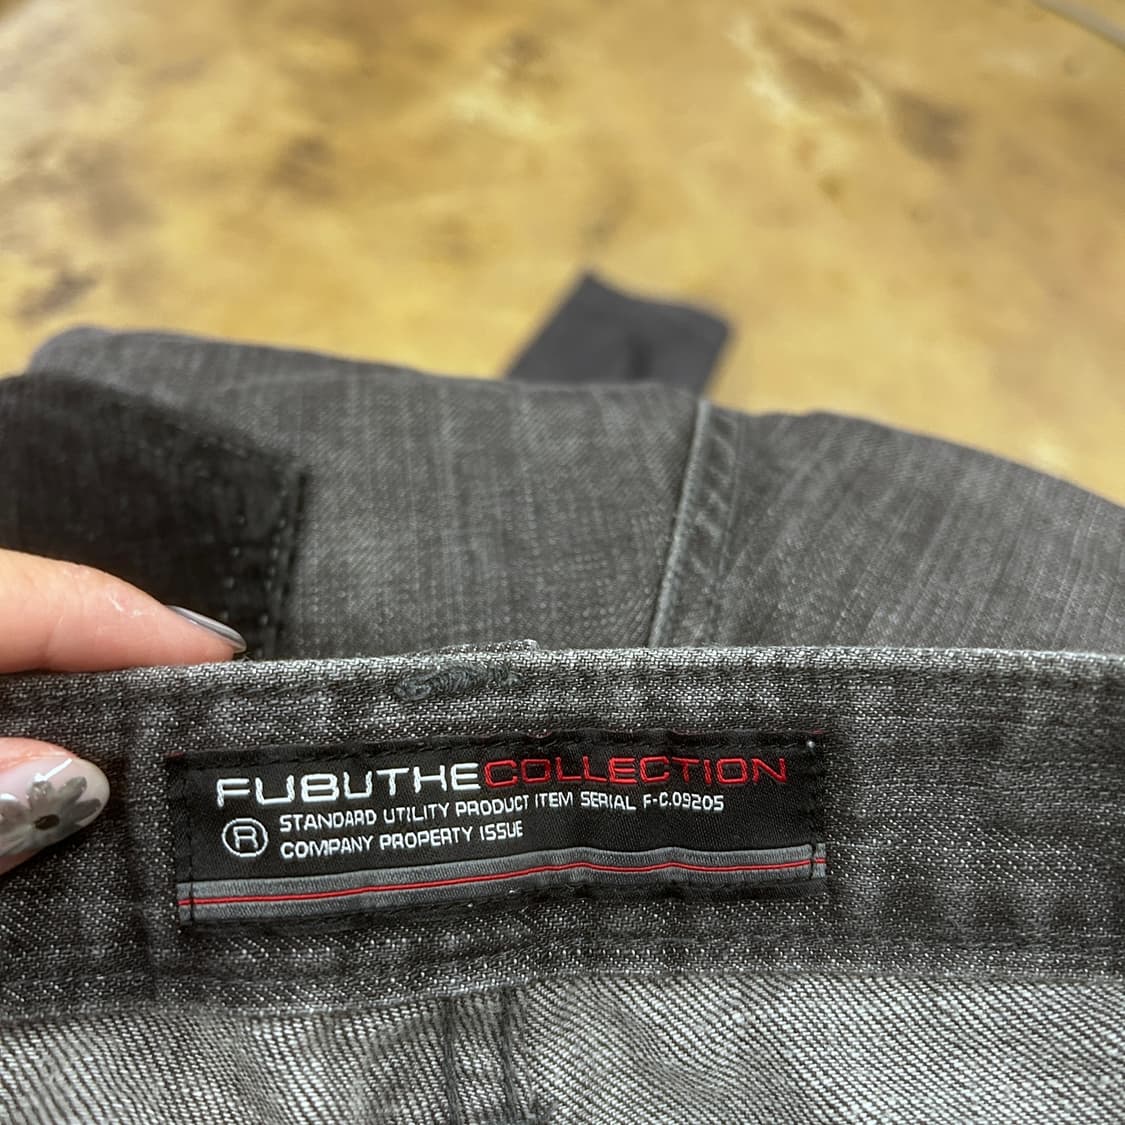 FUBUTHECOLLECTION
STANDARD UTILITY PRODUCT ITEM SERIAL F-C.09205
® COMPANY PROPERTY ISSUE